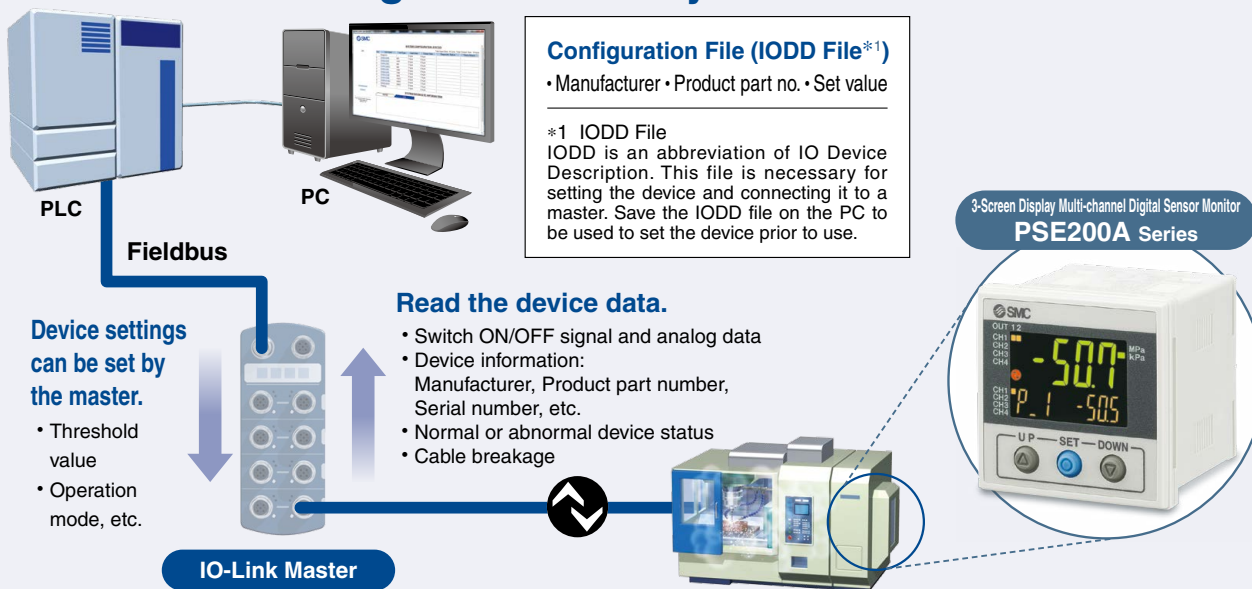 Configuration File (IODD File*1)
• Manufacturer • Product part no. • Set value
*1 IODD File
IODD is an abbreviation of IO Device
Description. This file is necessary for
setting the device and connecting it to a
master. Save the IODD file on the PC to
be used to set the device prior to use.
SMC
PLC
PC
Fieldbus
3-Screen Display Multi-channel Digital Sensor Monitor
PSE200A Series
Device settings
can be set by
the master.
• Threshold
value
• Operation
mode, etc.
Read the device data.
• Switch ON/OFF signal and analog data
• Device information:
Manufacturer, Product part number,
Serial number, etc.
• Normal or abnormal device status
• Cable breakage
IO-Link Master
SMC
OUT 1 2
CH1
CH2
CH3
CH4
-50.7
MPa
kPa
CH1
CH2
CH3
CH4
P_1 -50.5
UP SET DOWN